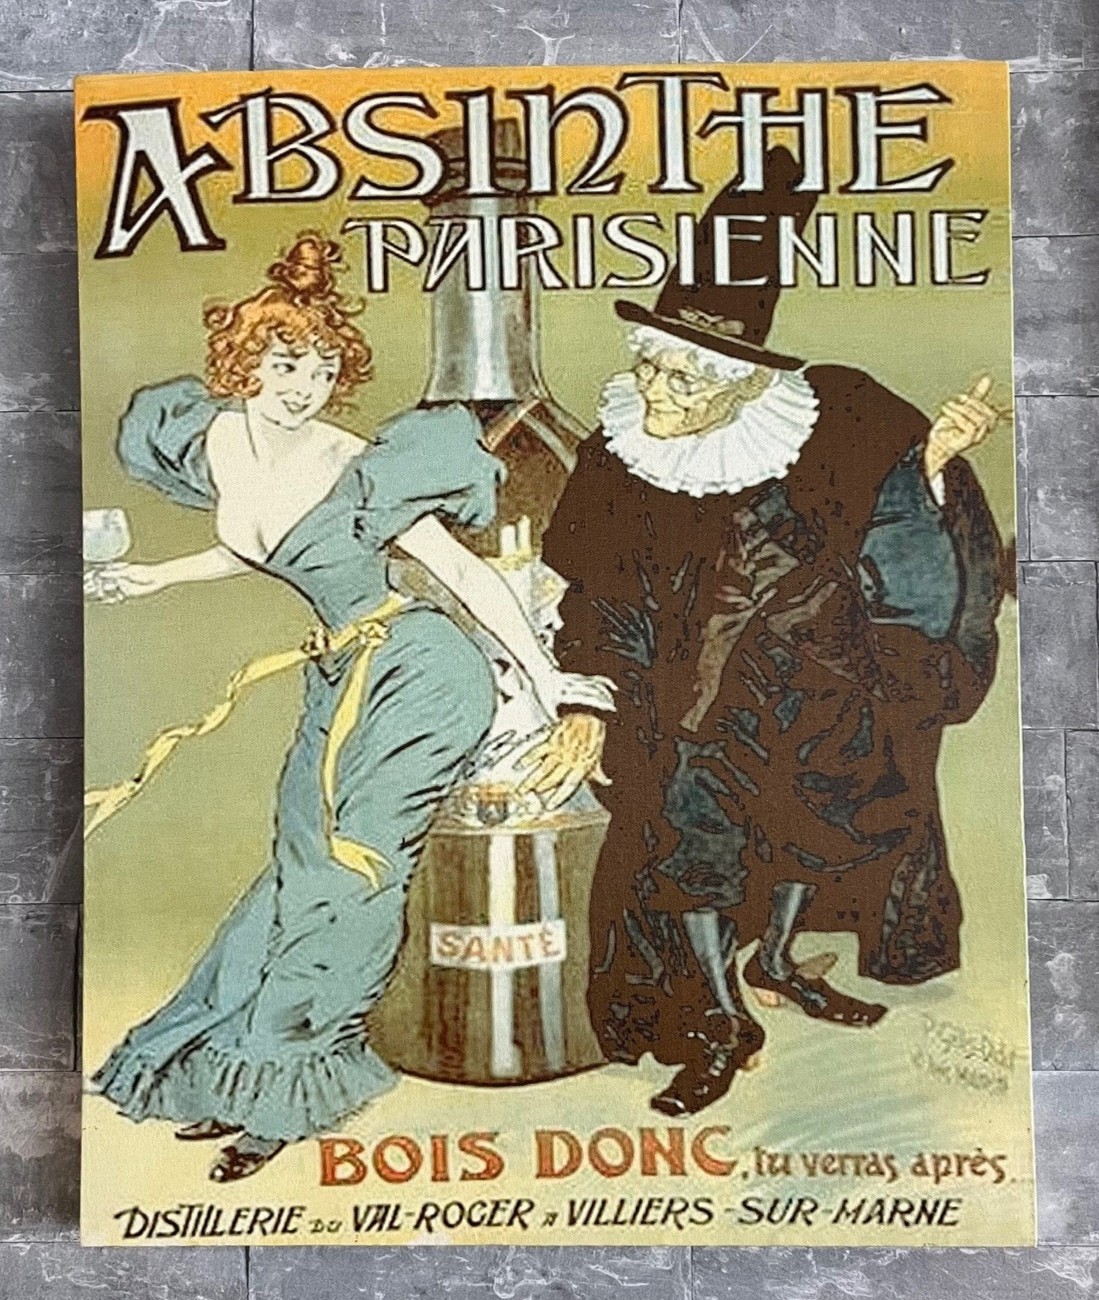 ABSINTHE
PARISIENNE
SANTÉ
BOIS DONC, tu verras après...
DISTILLERIE DU VAL-ROGER A VILLIERS-SUR-MARNE